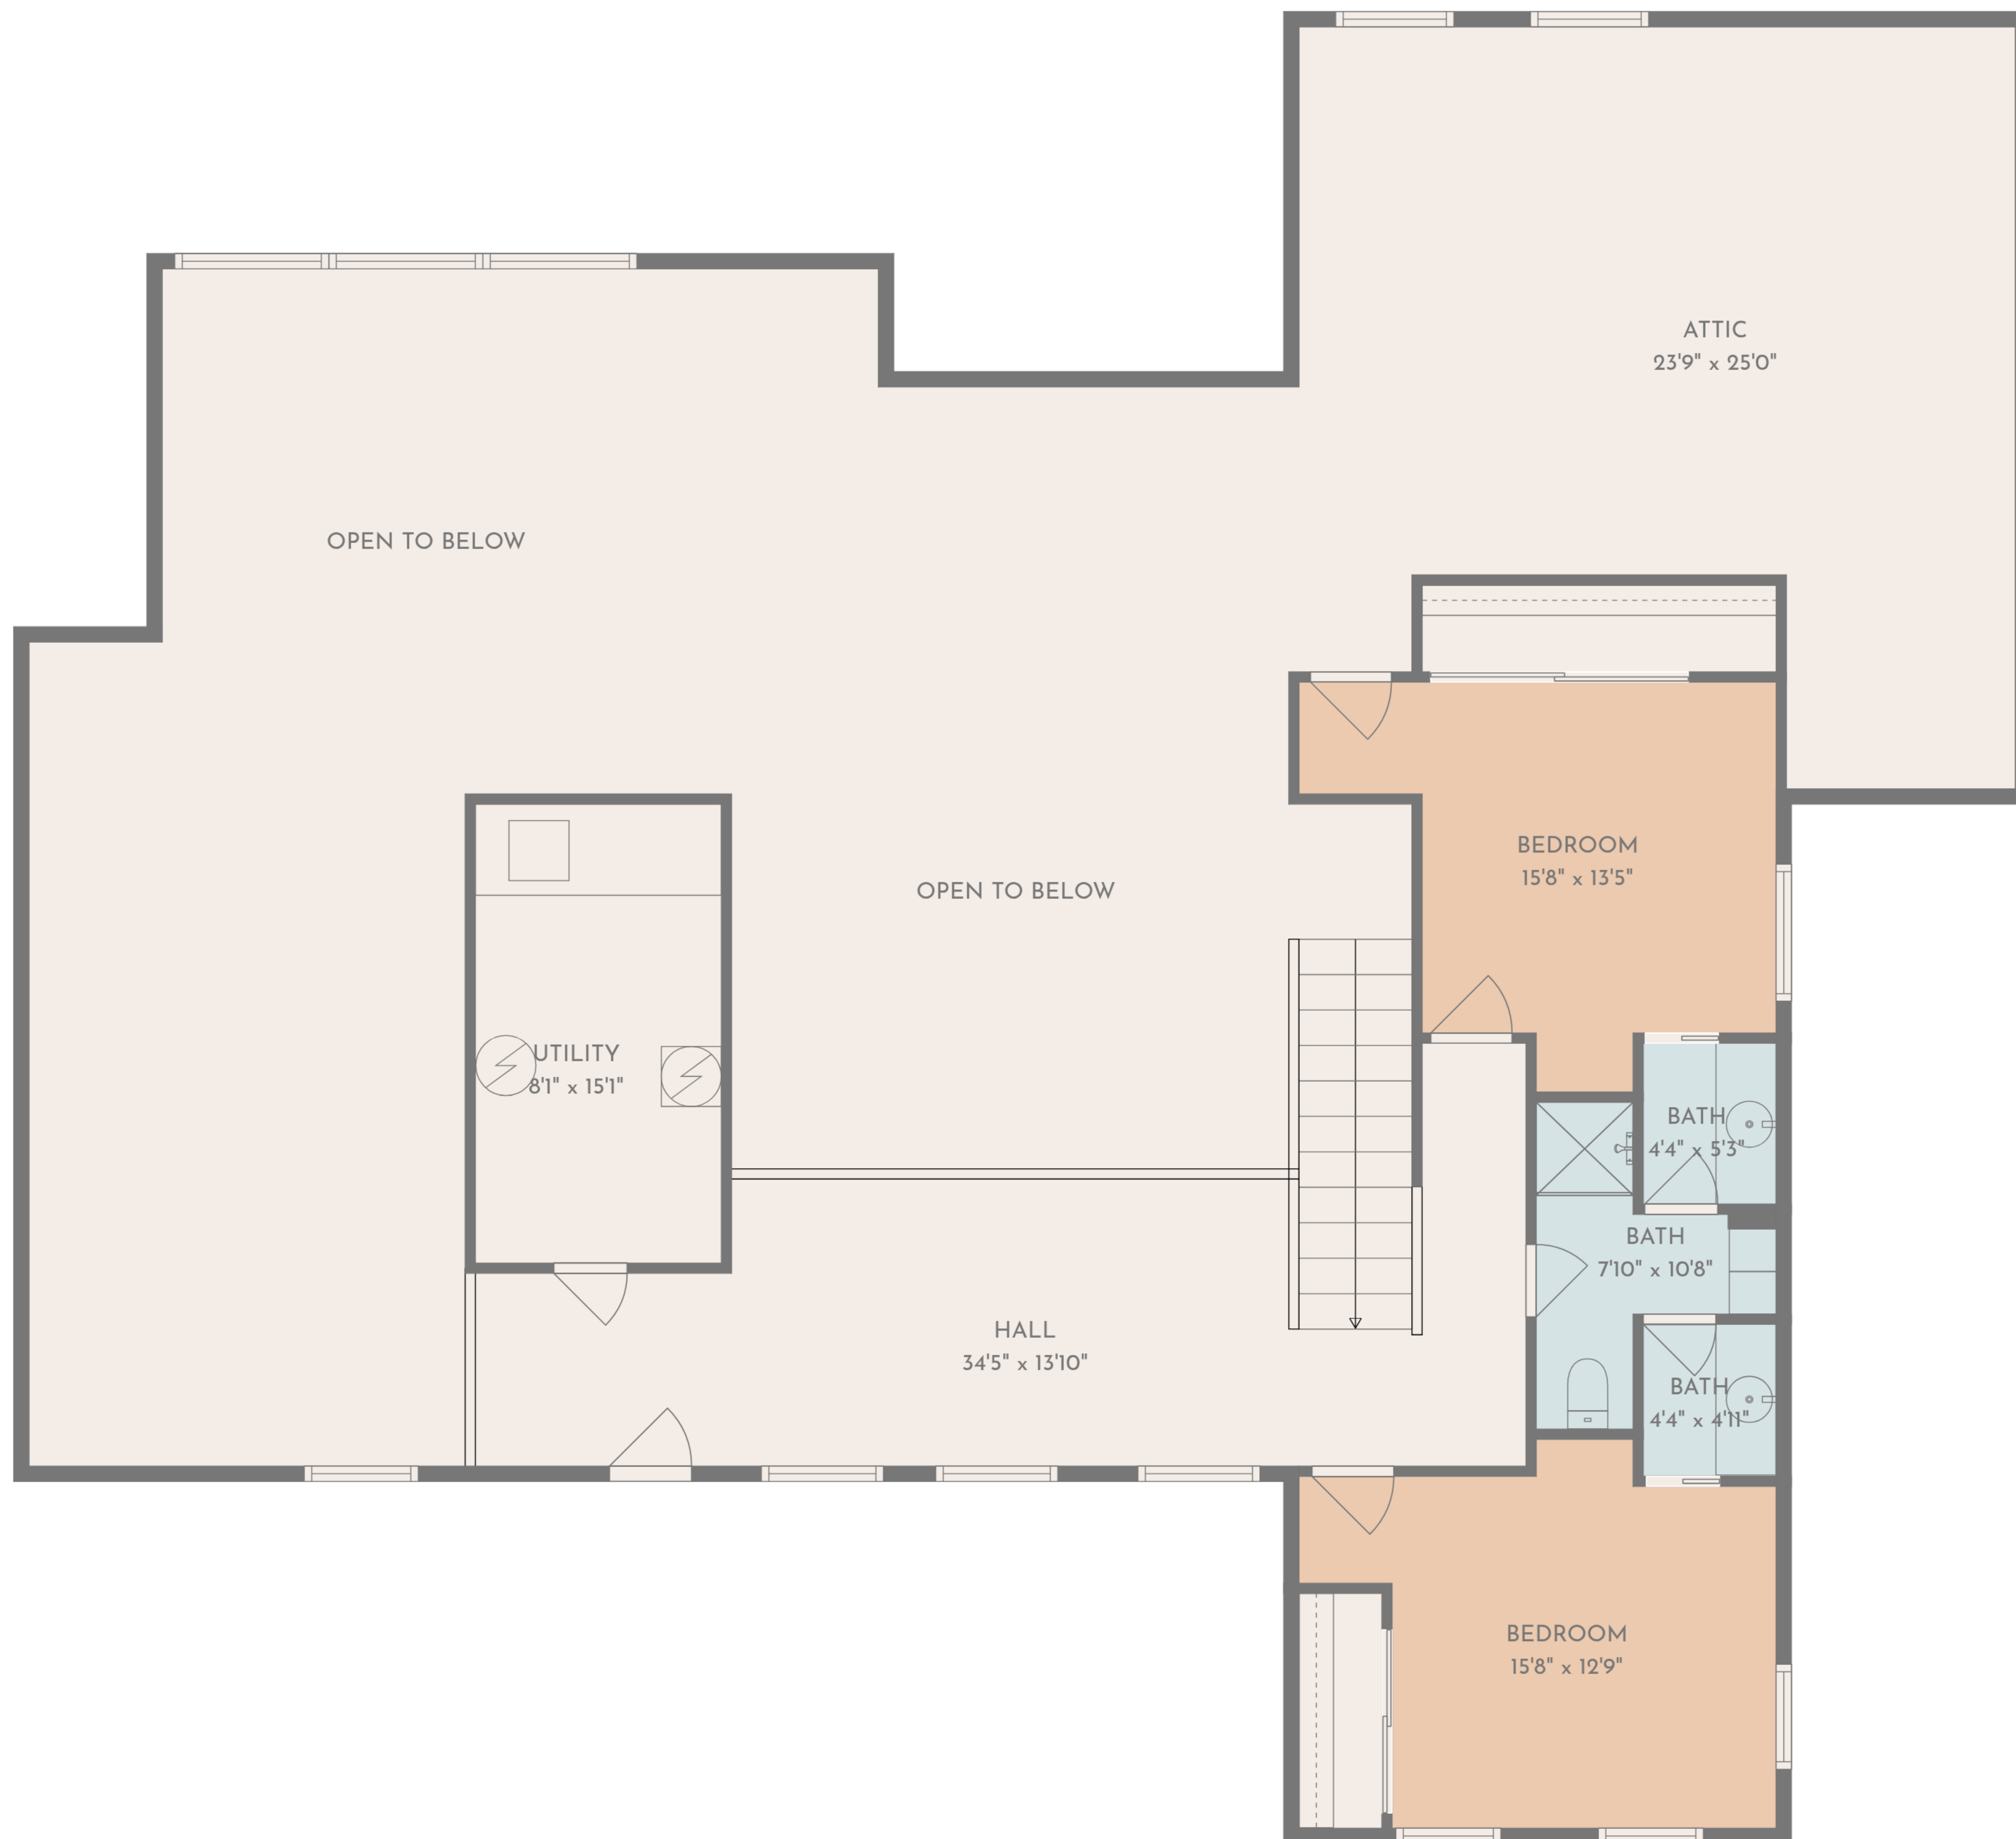 ATTIC
23'9" x 25'0"
OPEN TO BELOW
BEDROOM
15'8" x 13'5"
OPEN TO BELOW
UTILITY
8'1" x 15'1"
BATH
4'4" x 5'3"
BATH
7'10" x 10'8"
HALL
34'5" x 13'10"
BATH
4'4" x 4'11"
BEDROOM
15'8" x 12'9"